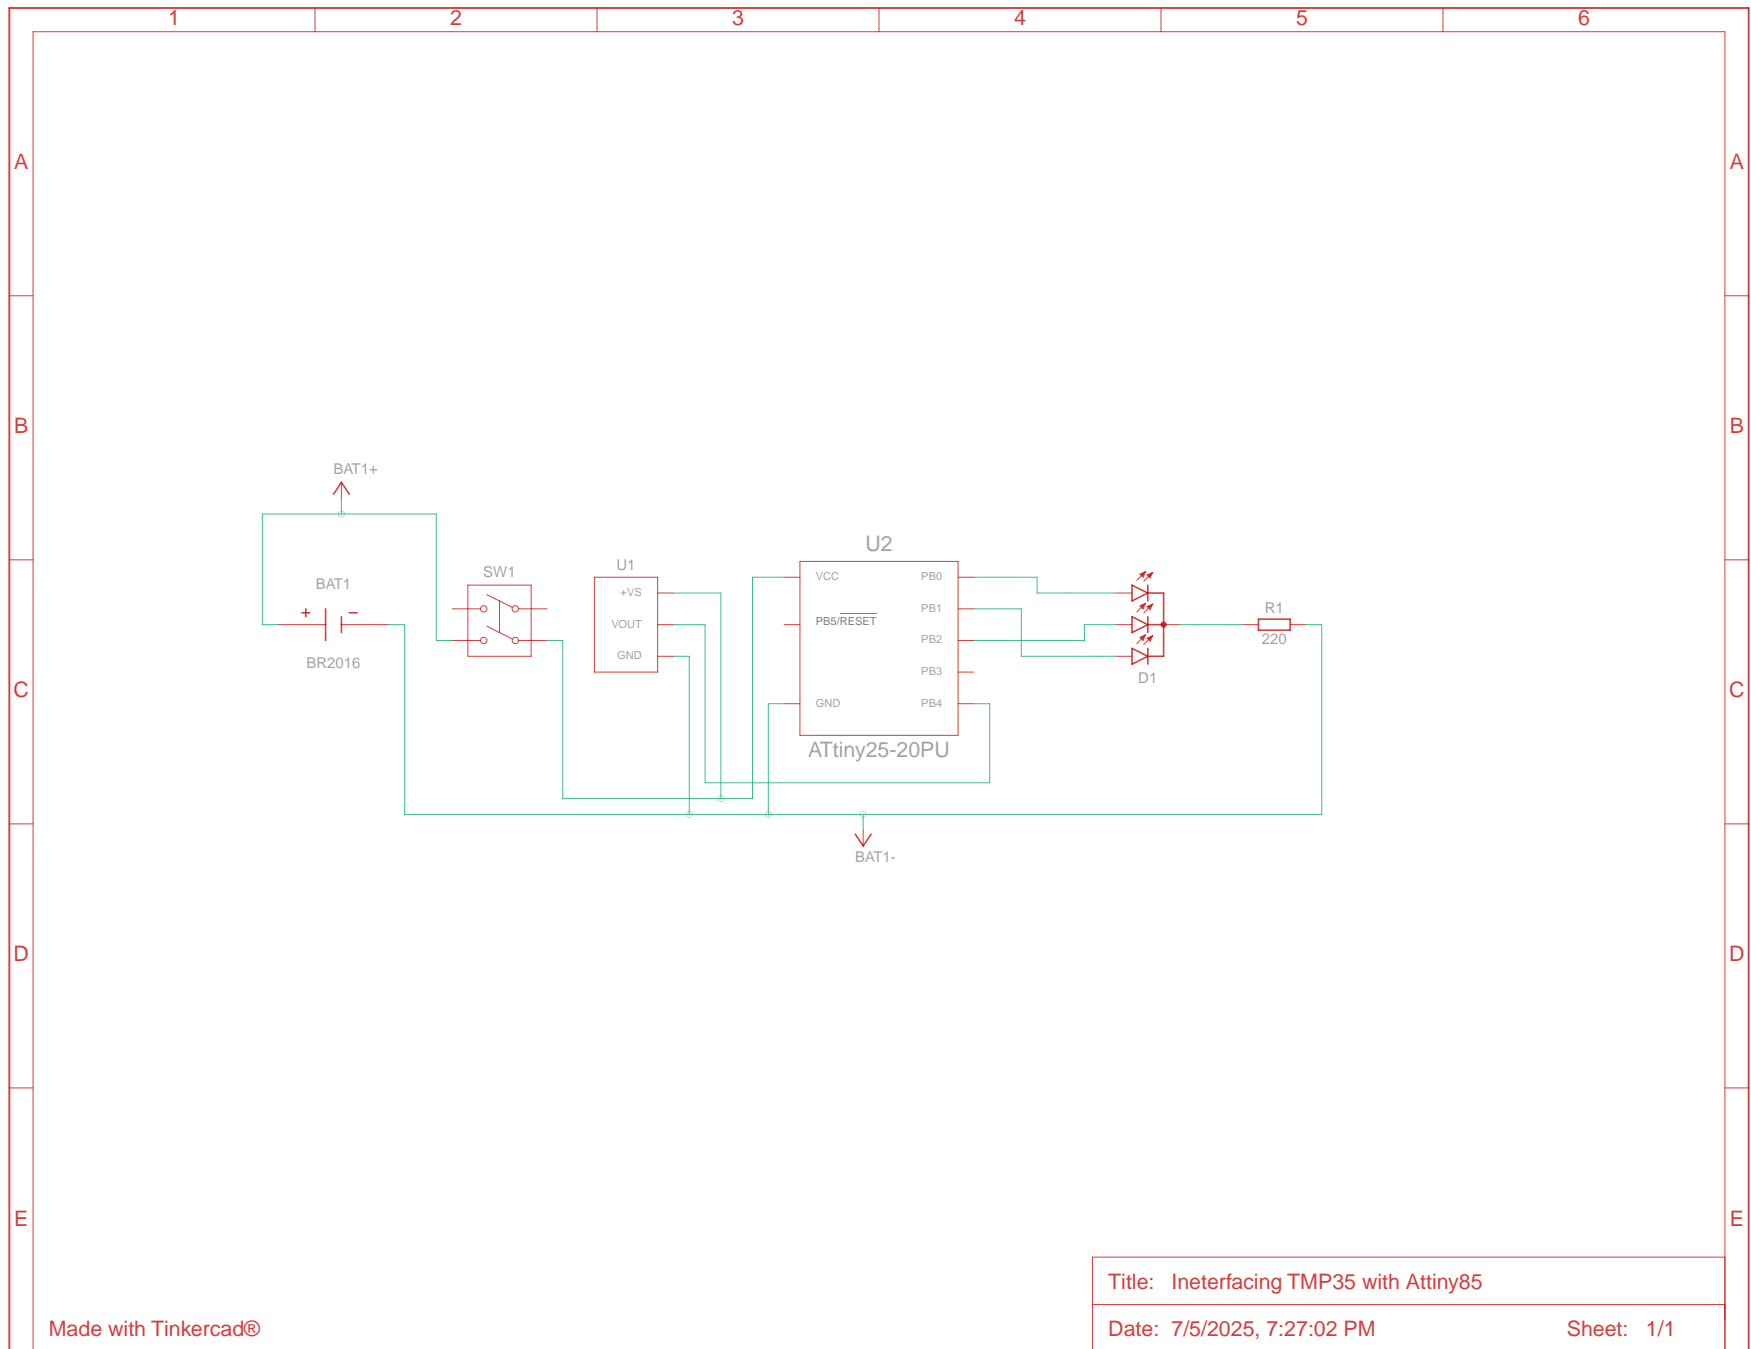 1 2 3 4 5 6
A A
B B
BAT1+
U2
U1
SW1
BAT1
+ −
BR2016
+VS
VOUT
GND
VCC
PB5/RESET
GND
PB0
PB1
PB2
PB3
PB4
ATtiny25-20PU
D1
R1
220
C C
BAT1-
D D
E E
Title: Ineterfacing TMP35 with Attiny85
Made with Tinkercad®
Date: 7/5/2025, 7:27:02 PM Sheet: 1/1